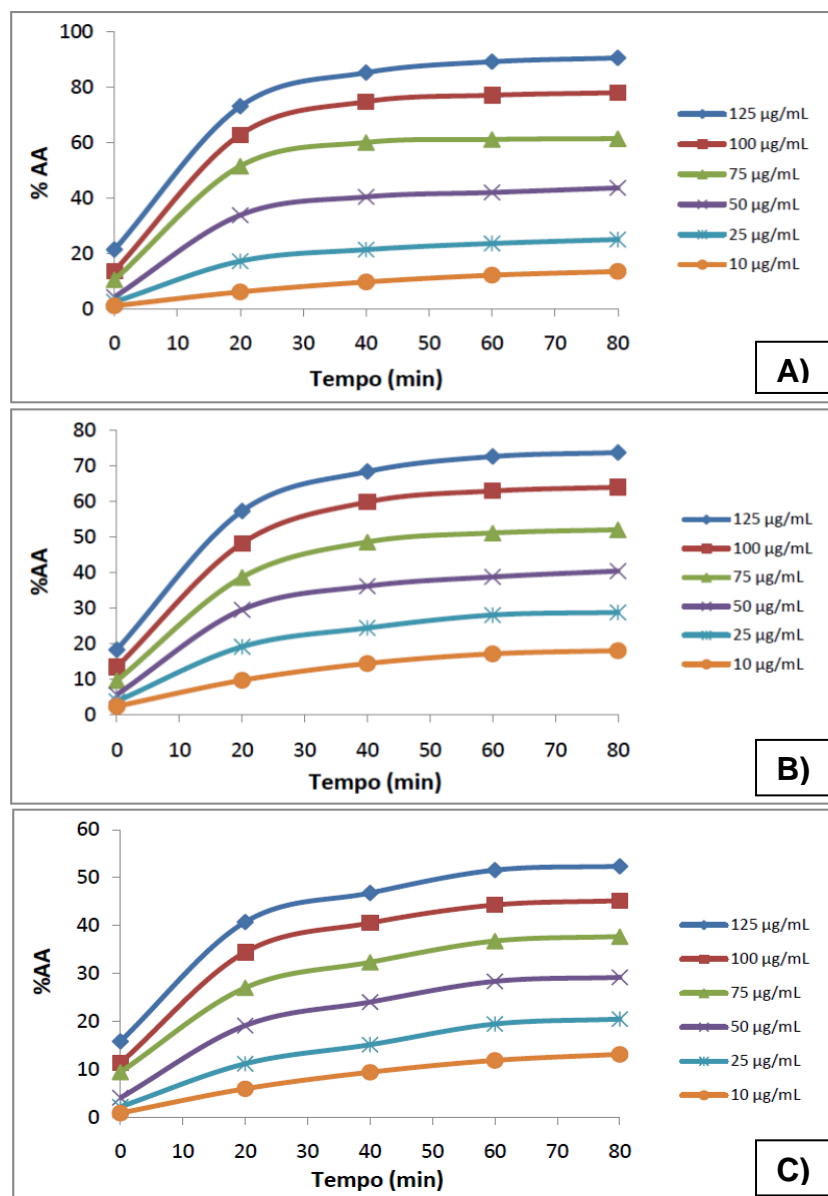 100
80
60
40
20
0
% AA
0 10 20 30 40 50 60 70 80
Tempo (min)
125 µg/mL
100 µg/mL
75 µg/mL
50 µg/mL
25 µg/mL
10 µg/mL
A)
80
70
60
50
40
30
20
10
0
%AA
0 10 20 30 40 50 60 70 80
Tempo (min)
125 µg/mL
100 µg/mL
75 µg/mL
50 µg/mL
25 µg/mL
10 µg/mL
B)
60
50
40
30
20
10
0
%AA
0 10 20 30 40 50 60 70 80
Tempo (min)
125 µg/mL
100 µg/mL
75 µg/mL
50 µg/mL
25 µg/mL
10 µg/mL
C)